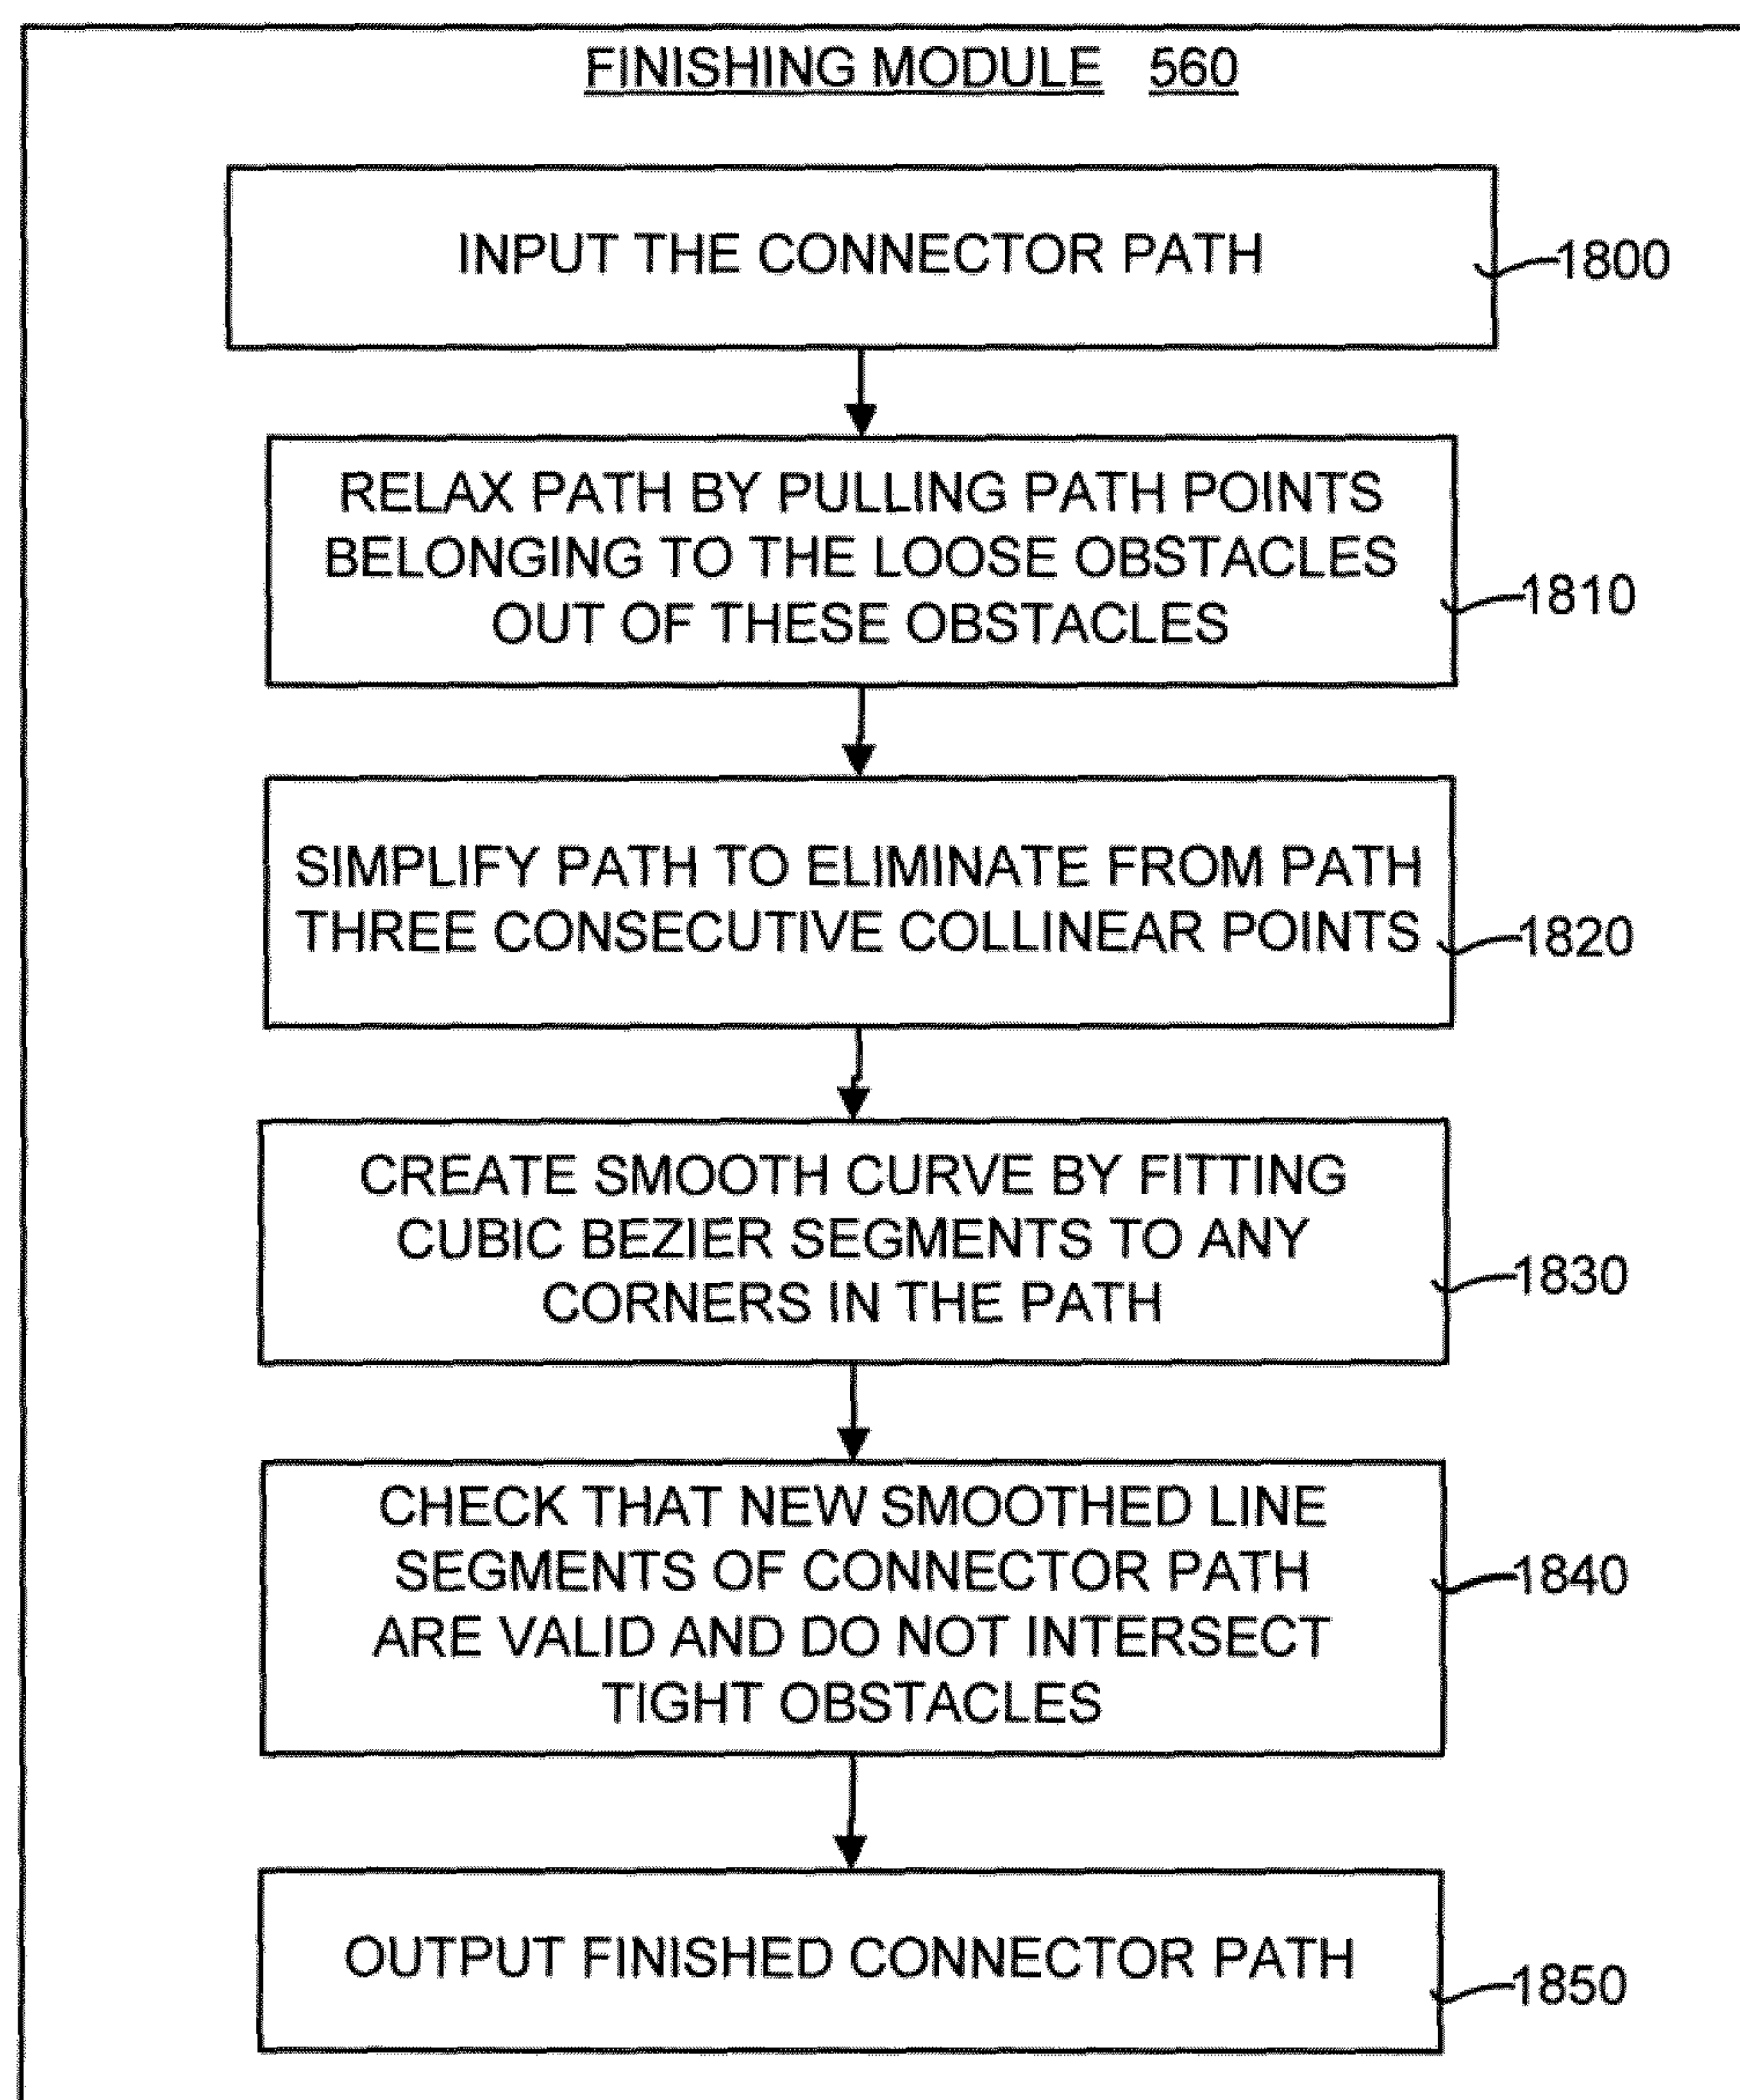 FINISHING MODULE 560
INPUT THE CONNECTOR PATH
1800
RELAX PATH BY PULLING PATH POINTS
BELONGING TO THE LOOSE OBSTACLES
OUT OF THESE OBSTACLES
1810
SIMPLIFY PATH TO ELIMINATE FROM PATH
THREE CONSECUTIVE COLLINEAR POINTS
1820
CREATE SMOOTH CURVE BY FITTING
CUBIC BEZIER SEGMENTS TO ANY
CORNERS IN THE PATH
1830
CHECK THAT NEW SMOOTHED LINE
SEGMENTS OF CONNECTOR PATH
ARE VALID AND DO NOT INTERSECT
TIGHT OBSTACLES
1840
OUTPUT FINISHED CONNECTOR PATH
1850